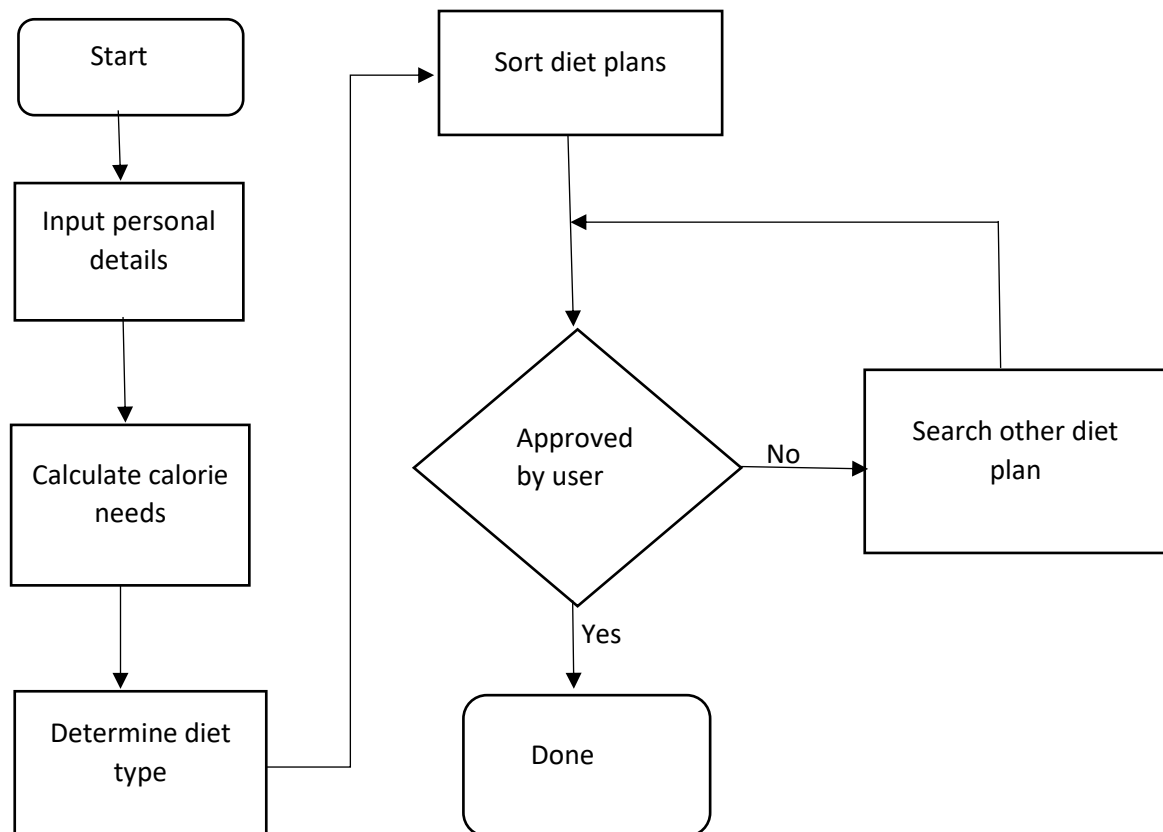 Start
Input personal
details
Calculate calorie
needs
Determine diet
type
Sort diet plans
Approved
by user
No
Search other diet
plan
Yes
Done